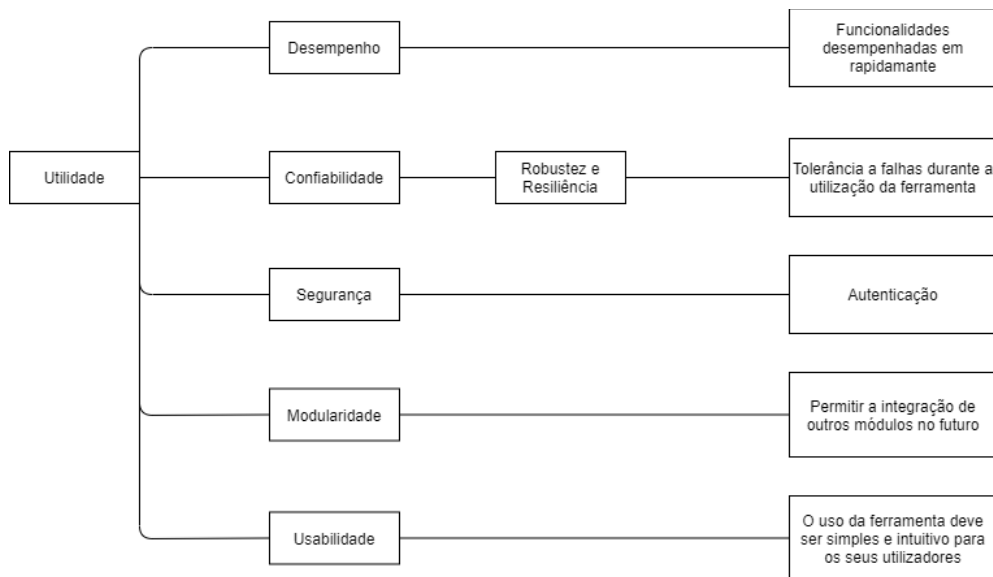 Desempenho
Funcionalidades
desempenhadas em
rapidamante
Utilidade
Confiabilidade
Robustez e
Resiliência
Tolerância a falhas durante a
utilização da ferramenta
Segurança
Autenticação
Modularidade
Permitir a integração de
outros módulos no futuro
Usabilidade
O uso da ferramenta deve
ser simples e intuitivo para
os seus utilizadores